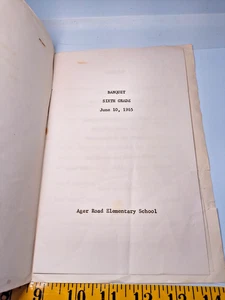 BANQUET
SIXTH GRADE
June 10, 1965
Ager Road Elementary School